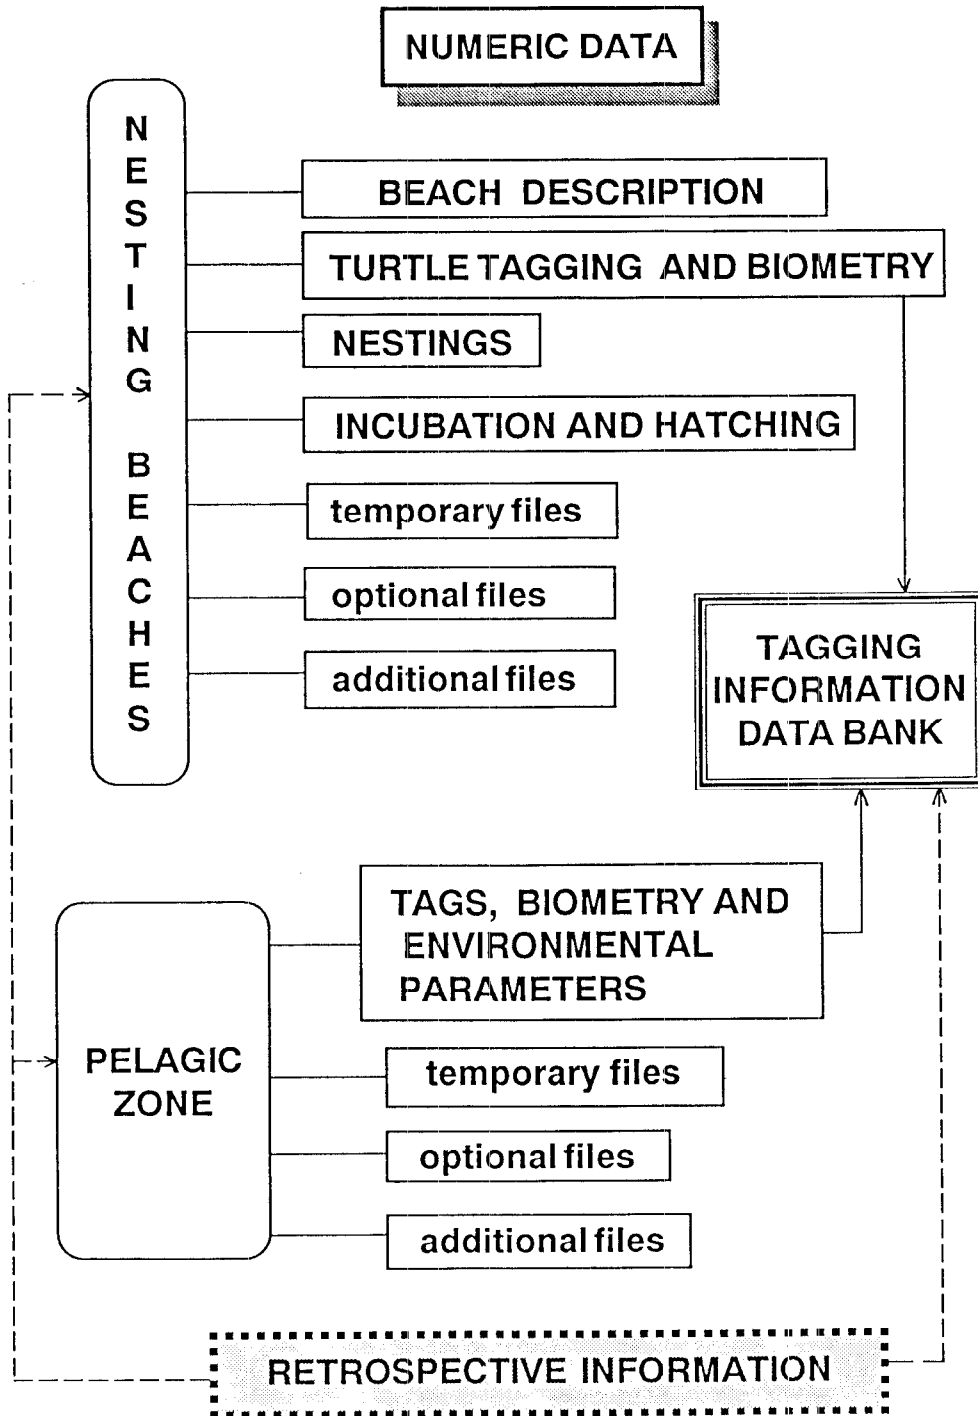 NUMERIC DATA
NESTING BEACHES
BEACH DESCRIPTION
TURTLE TAGGING AND BIOMETRY
NESTINGS
INCUBATION AND HATCHING
temporary files
optional files
additional files
TAGGING
INFORMATION
DATA BANK
PELAGIC
ZONE
TAGS, BIOMETRY AND
ENVIRONMENTAL
PARAMETERS
temporary files
optional files
additional files
RETROSPECTIVE INFORMATION